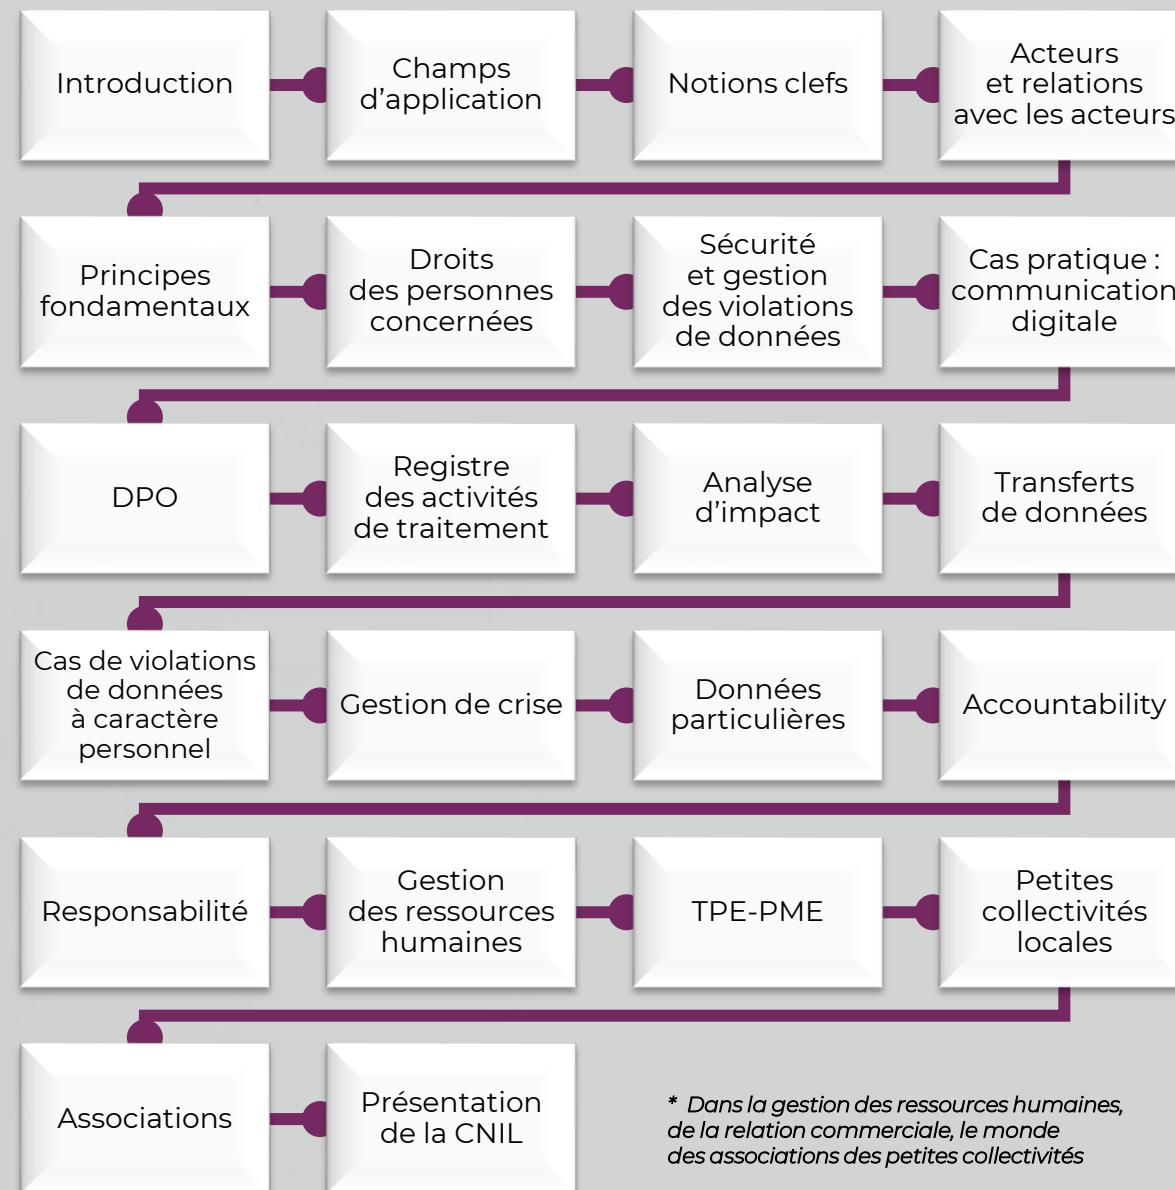 Introduction
Champs
d’application
Notions clefs
Acteurs
et relations
avec les acteurs
Principes
fondamentaux
Droits
des personnes
concernées
Sécurité
et gestion
des violations
de données
Cas pratique :
communication
digitale
DPO
Registre
des activités
de traitement
Analyse
d’impact
Transferts
de données
Cas de violations
de données
à caractère
personnel
Gestion de crise
Données
particulières
Accountability
Responsabilité
Gestion
des ressources
humaines
TPE-PME
Petites
collectivités
locales
Associations
Présentation
de la CNIL
* Dans la gestion des ressources humaines,
de la relation commerciale, le monde
des associations des petites collectivités